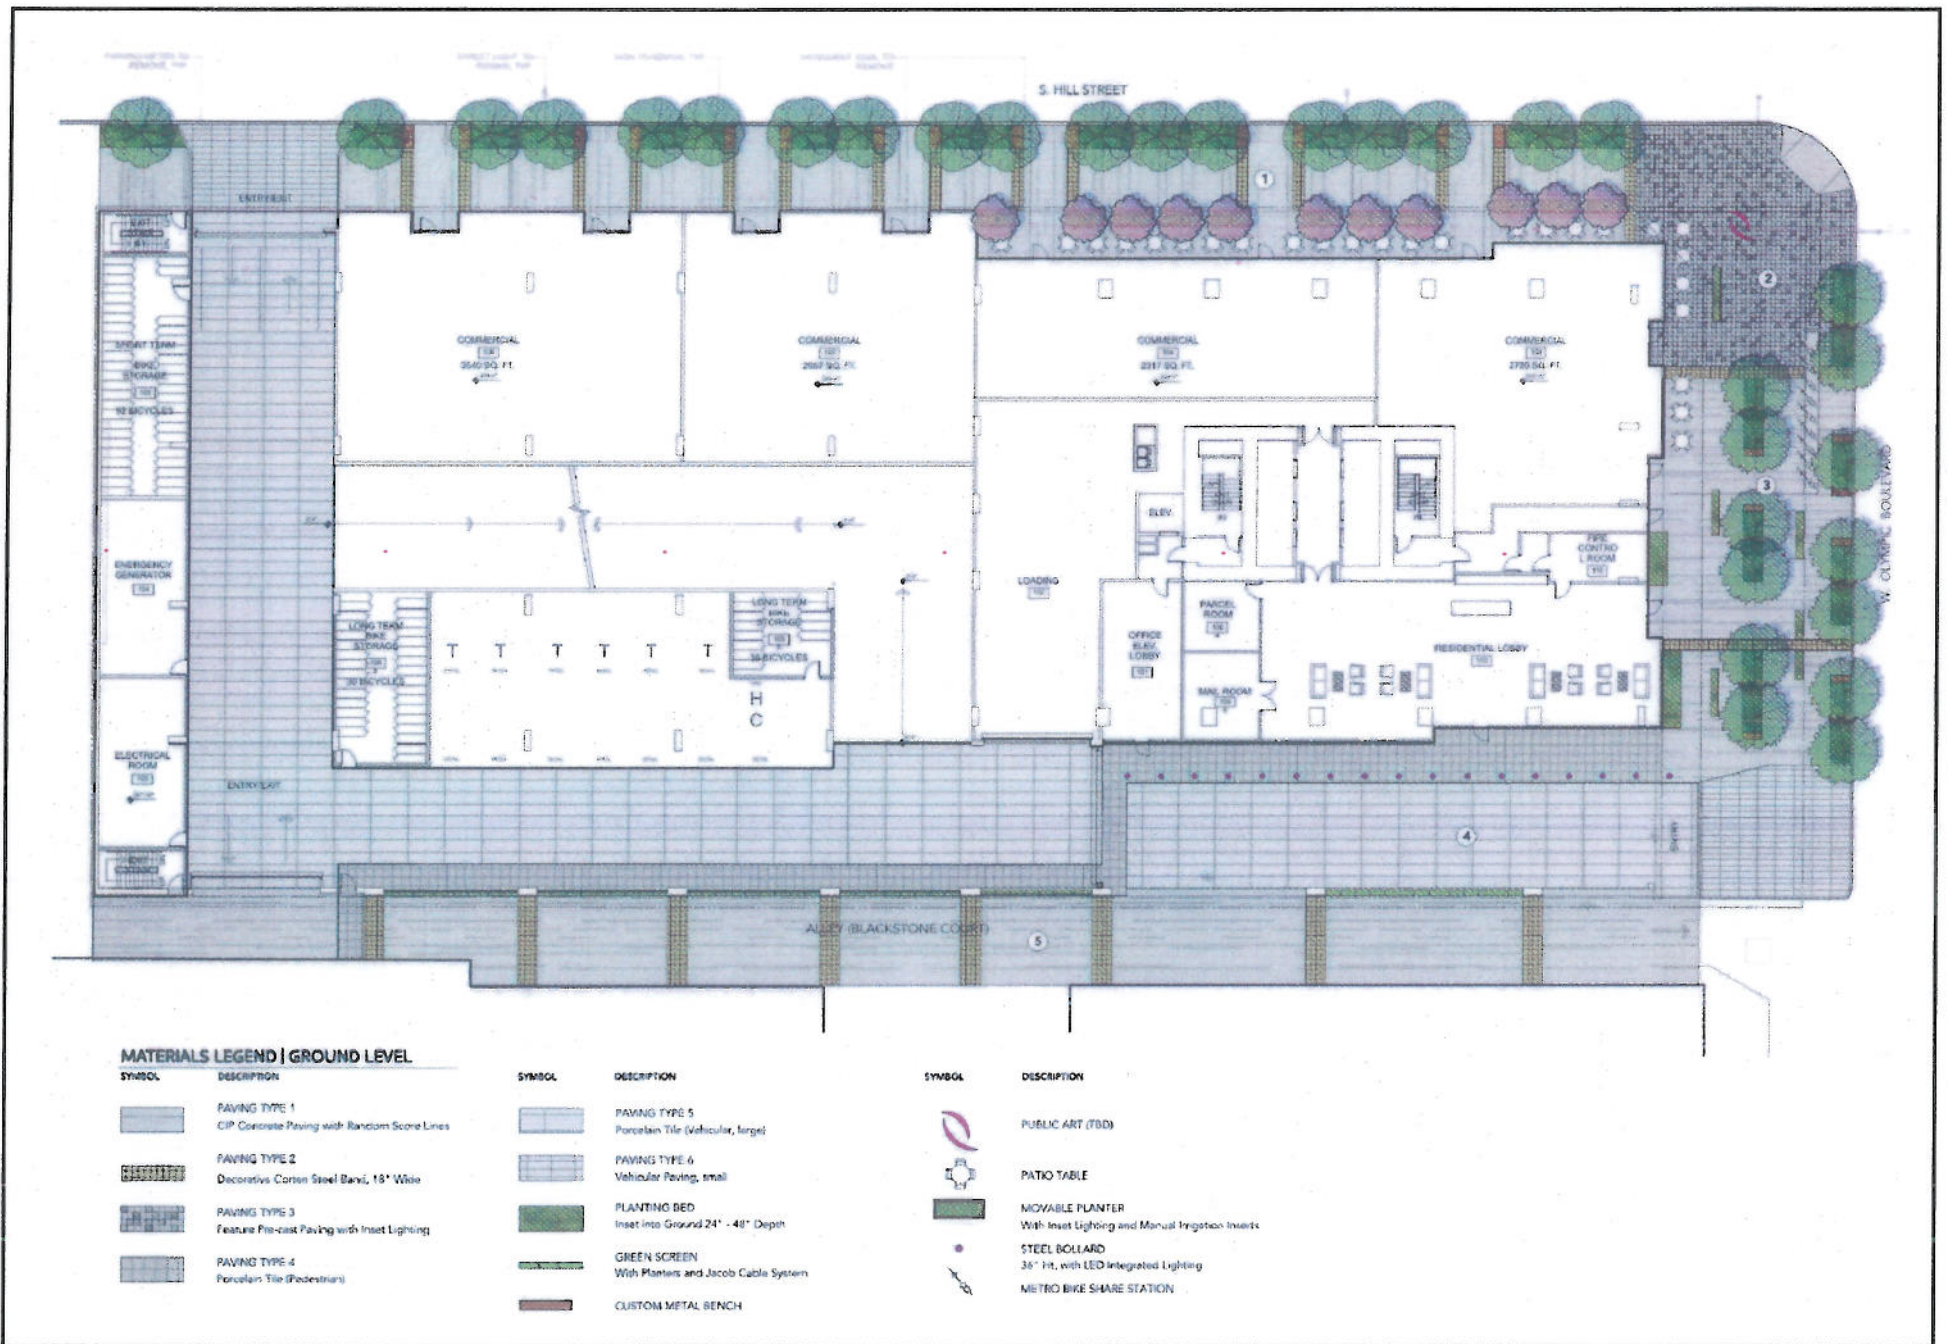 S. HILL STREET
ENTRY/EXIT
1
2
3
COMMERCIAL
COMMERCIAL
COMMERCIAL
COMMERCIAL
SHORT TERM
BIKE
STORAGE
92 BICYCLES
W. OLYMPIC BOULEVARD
EMERGENCY
GENERATOR
ELEV.
LOADING
FIRE
CONTRO
L ROOM
LONG TERM
BIKE
STORAGE
LONG TERM
BIKE
STORAGE
BICYCLES
H
C
OFFICE
ELEV.
LOBBY
101
PARCEL
ROOM
MAIL ROOM
RESIDENTIAL LOBBY
ELECTRICAL
ROOM
ENTRY/EXIT
4
ALLEY (BLACKSTONE COURT)
5
MATERIALS LEGEND | GROUND LEVEL
SYMBOL DESCRIPTION
PAVING TYPE 1
CIP Concrete Paving with Random Score Lines
PAVING TYPE 2
Decorative Corten Steel Band, 18" Wide
PAVING TYPE 3
Feature Pre-cast Paving with Inset Lighting
PAVING TYPE 4
Porcelain Tile (Pedestrian)
SYMBOL DESCRIPTION
PAVING TYPE 5
Porcelain Tile (Vehicular, large)
PAVING TYPE 6
Vehicular Paving, small
PLANTING BED
Inset into Ground 24" - 48" Depth
GREEN SCREEN
With Planters and Jacob Cable System
CUSTOM METAL BENCH
SYMBOL DESCRIPTION
PUBLIC ART (TBD)
PATIO TABLE
MOVABLE PLANTER
With Inset Lighting and Manual Irrigation Inserts
STEEL BOLLARD
36" Ht. with LED Integrated Lighting
METRO BIKE SHARE STATION